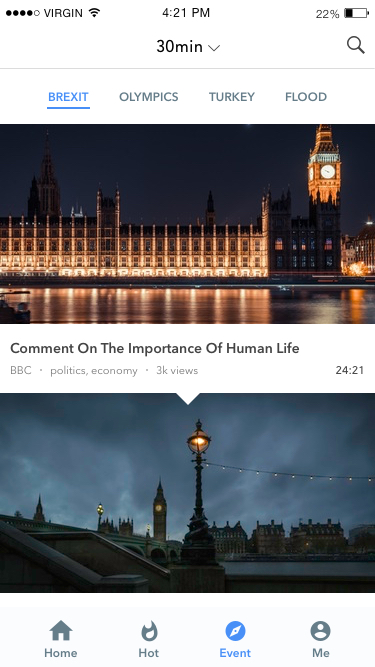 VIRGIN 4:21 PM 22%
30min
BREXIT OLYMPICS TURKEY FLOOD
Comment On The Importance Of Human Life
BBC · politics, economy · 3k views 24:21
Home Hot Event Me